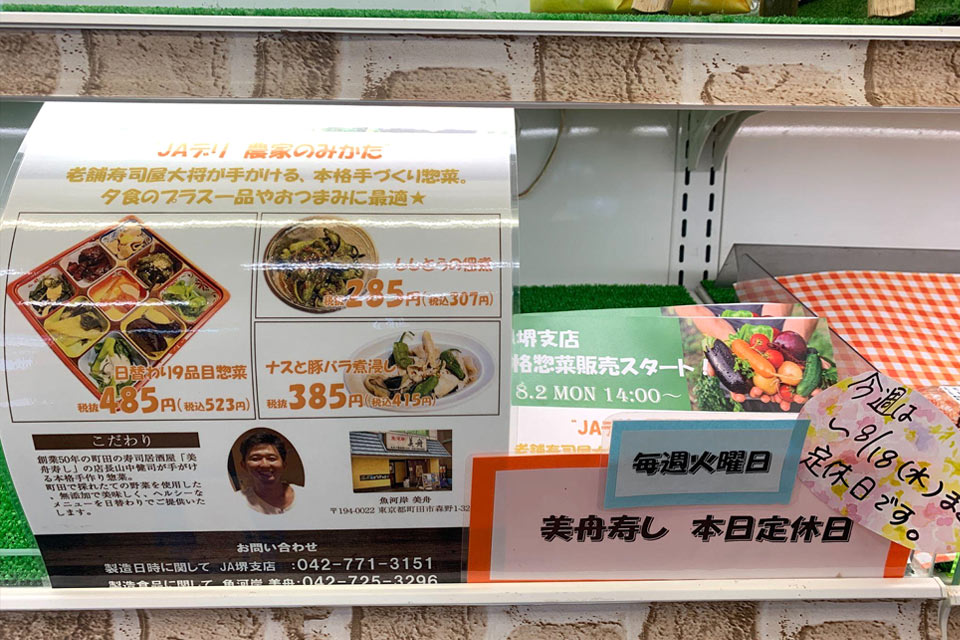 JAデリ 農家のみかた
老舗寿司屋大将が手がける、本格手づくり惣菜。
夕食のプラス一品やおつまみに最適★
日替わり9品目惣菜
税抜485円(税込523円)
ししとうの佃煮
税抜285円(税込307円)
ナスと豚バラ煮浸し
税抜385円(税込415円)
こだわり
創業50年の町田の寿司居酒屋「美
舟寿し」の店長山中健司が手がけ
る本格手作り惣菜。
町田で採れたての野菜を使用した
、無添加で美味しく、ヘルシーな
メニューを日替わりでご提供いた
します。
魚河岸 美舟
〒194-0022 東京都町田市森野1-32
お問い合わせ
製造日時に関して JA堺支店 :042-771-3151
製造食品に関して 魚河岸 美舟:042-725-3296
堺支店
格惣菜販売スタート
8.2 MON 14:00~
"JA
老舗寿
毎週火曜日
美舟寿し 本日定休日
今週は
~8/18(水)まで
定休日です。